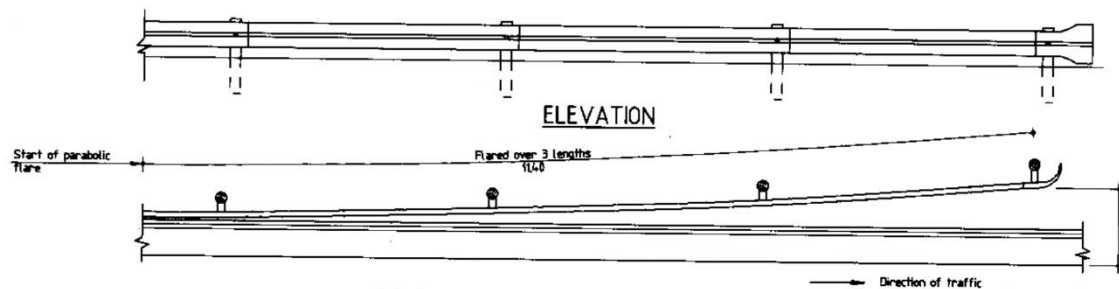 ELEVATION
Start of parabolic
flare
Flared over 3 lengths
11,40
Direction of traffic